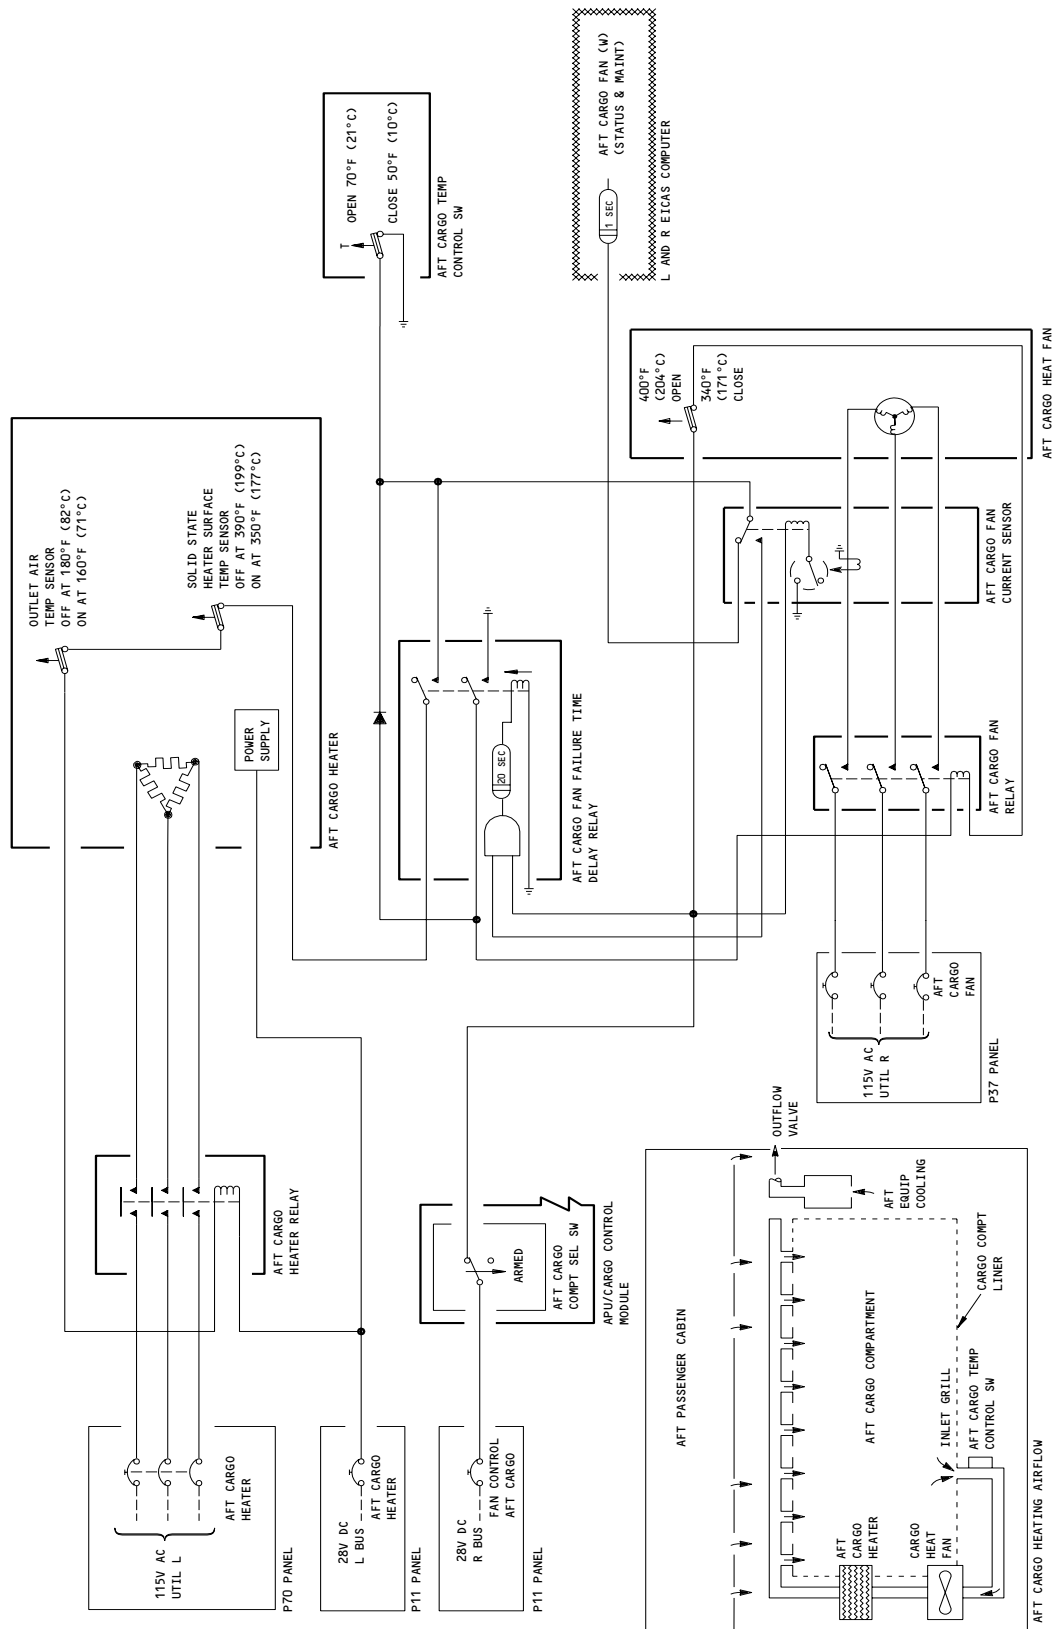 OUTLET AIR
TEMP SENSOR
OFF AT 180°F (82°C)
ON AT 160°F (71°C)
SOLID STATE
HEATER SURFACE
TEMP SENSOR
OFF AT 390°F (199°C)
ON AT 350°F (177°C)
POWER
SUPPLY
AFT CARGO HEATER
T
OPEN 70°F (21°C)
CLOSE 50°F (10°C)
AFT CARGO TEMP
CONTROL SW
1 SEC
AFT CARGO FAN (W)
(STATUS & MAINT)
L AND R EICAS COMPUTER
400°F
(204°C)
OPEN
340°F
(171°C)
CLOSE
AFT CARGO HEAT FAN
AFT CARGO FAN
CURRENT SENSOR
20 SEC
AFT CARGO FAN FAILURE TIME
DELAY RELAY
AFT CARGO FAN
RELAY
AFT
CARGO
FAN
115V AC
UTIL R
P37 PANEL
AFT CARGO
HEATER RELAY
ARMED
AFT CARGO
COMPT SEL SW
APU/CARGO CONTROL
MODULE
115V AC
UTIL L
AFT CARGO
HEATER
P70 PANEL
28V DC
L BUS
AFT CARGO
HEATER
P11 PANEL
28V DC
R BUS
FAN CONTROL
AFT CARGO
P11 PANEL
AFT PASSENGER CABIN
OUTFLOW
VALVE
AFT
EQUIP
COOLING
AFT CARGO COMPARTMENT
CARGO COMPT
LINER
AFT
CARGO
HEATER
CARGO
HEAT
FAN
INLET GRILL
AFT CARGO TEMP
CONTROL SW
AFT CARGO HEATING AIRFLOW